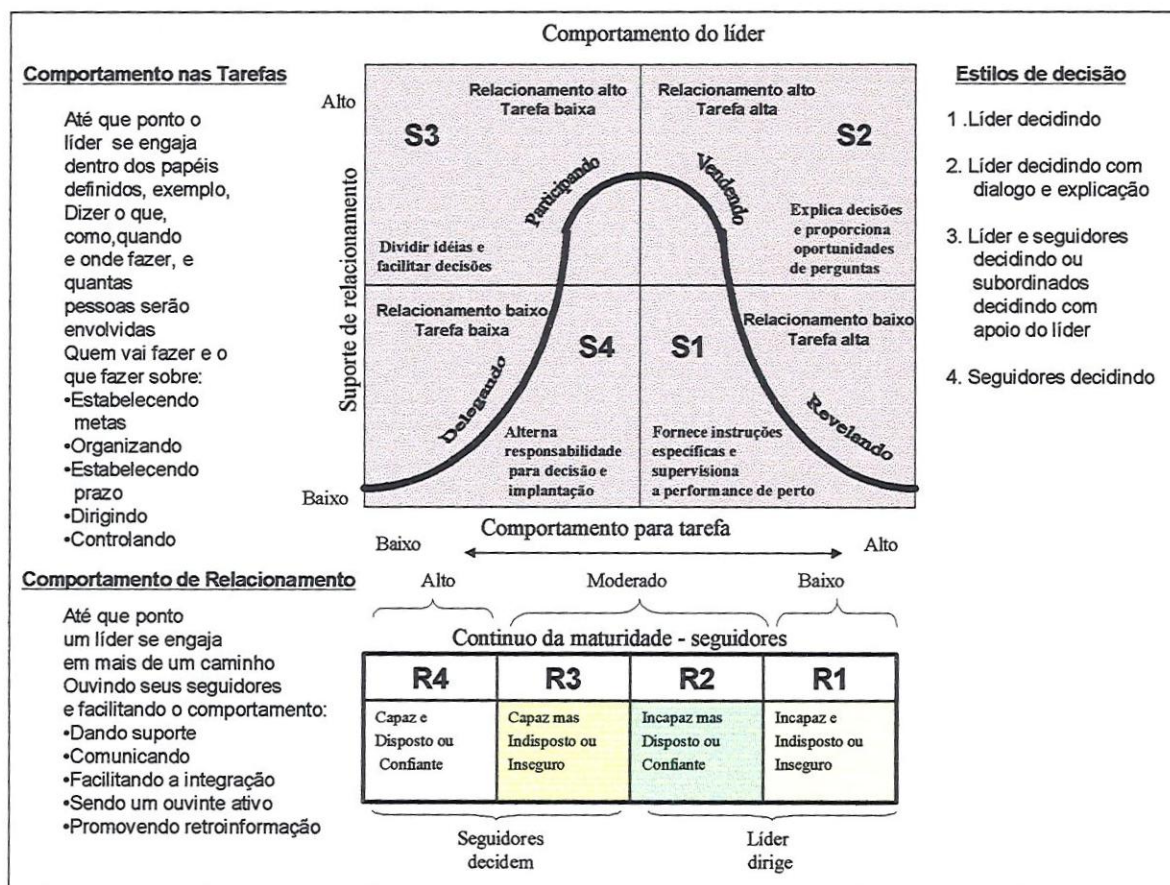 Comportamento do líder
Comportamento nas Tarefas
Até que ponto o
líder se engaja
dentro dos papéis
definidos, exemplo,
Dizer o que,
como,quando
e onde fazer, e
quantas
pessoas serão
envolvidas
Quem vai fazer e o
que fazer sobre:
•Estabelecendo
metas
•Organizando
•Estabelecendo
prazo
•Dirigindo
•Controlando
Comportamento de Relacionamento
Até que ponto
um líder se engaja
em mais de um caminho
Ouvindo seus seguidores
e facilitando o comportamento:
•Dando suporte
•Comunicando
•Facilitando a integração
•Sendo um ouvinte ativo
•Promovendo retroinformação
Alto
Suporte de relacionamento
Baixo
Relacionamento alto
Tarefa baixa
S3
Participando
Dividir idéias e
facilitar decisões
Relacionamento alto
Tarefa alta
S2
Vendendo
Explica decisões
e proporciona
oportunidades
de perguntas
Relacionamento baixo
Tarefa baixa
S4
Delegando
Alterna
responsabilidade
para decisão e
implantação
Relacionamento baixo
Tarefa alta
S1
Revelando
Fornece instruções
específicas e
supervisiona
a performance de perto
Comportamento para tarefa
Baixo
Alto
Alto
Moderado
Baixo
Continuo da maturidade - seguidores
R4
R3
R2
R1
Capaz e
Disposto ou
Confiante
Capaz mas
Indisposto ou
Inseguro
Incapaz mas
Disposto ou
Confiante
Incapaz e
Indisposto ou
Inseguro
Seguidores
decidem
Líder
dirige
Estilos de decisão
1 .Líder decidindo
2. Líder decidindo com
dialogo e explicação
3. Líder e seguidores
decidindo ou
subordinados
decidindo com
apoio do líder
4. Seguidores decidindo